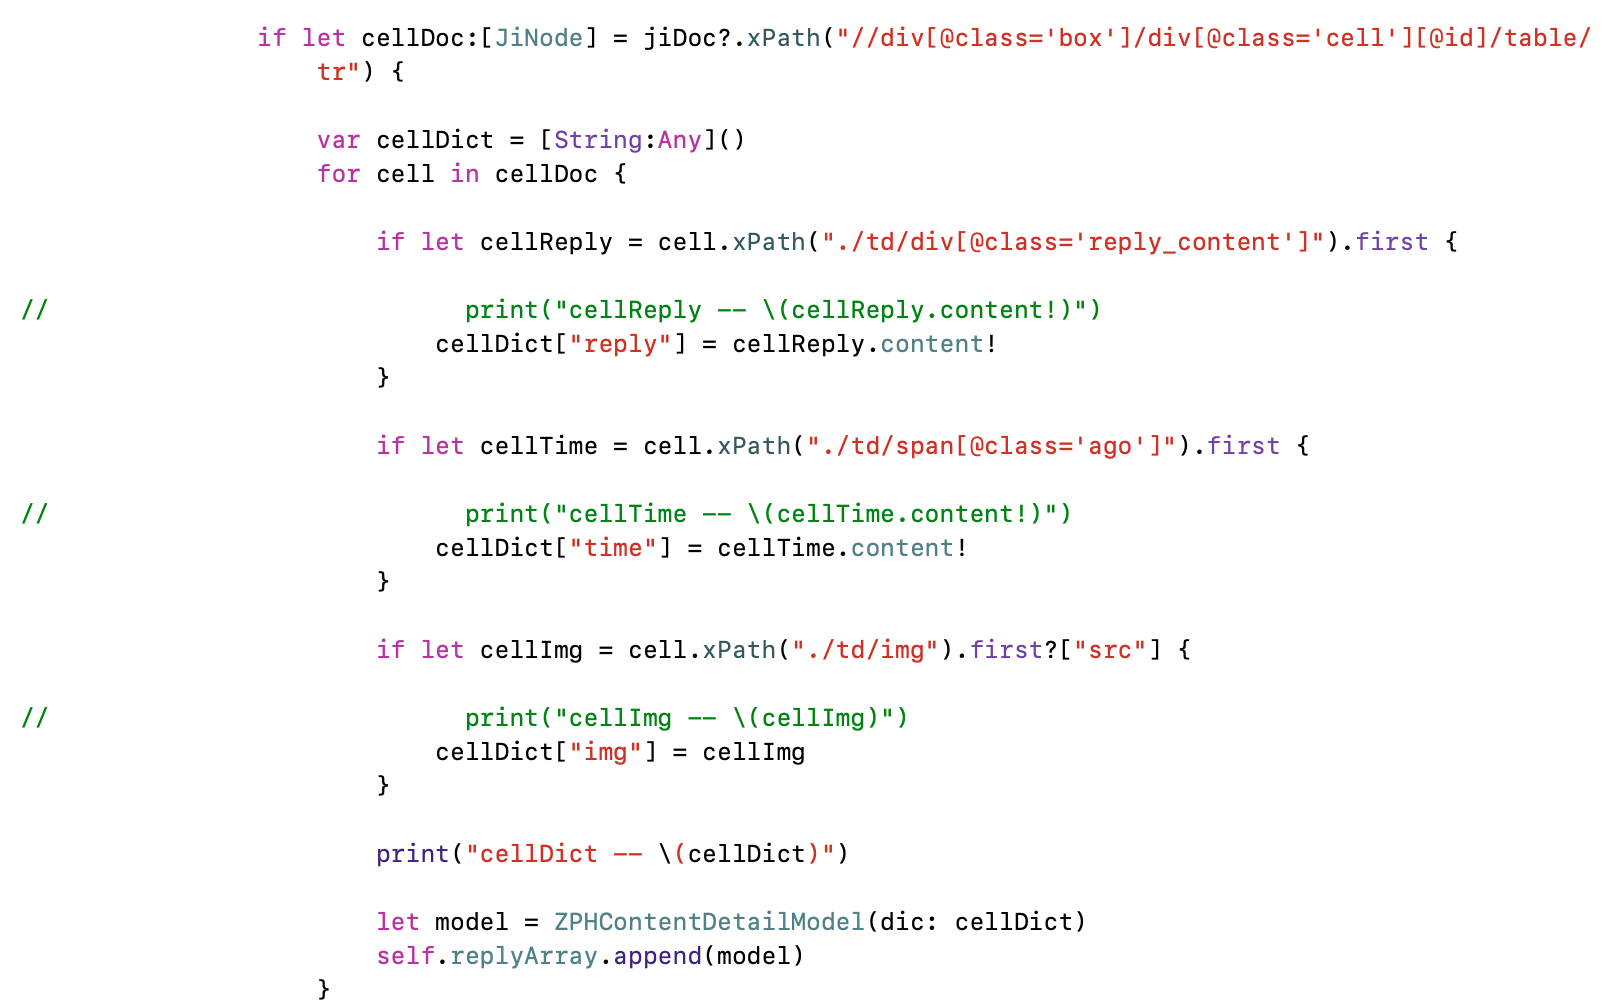 if let cellDoc:[JiNode] = jiDoc?.xPath("//div[@class='box']/div[@class='cell'][@id]/table/
tr") {
var cellDict = [String:Any]()
for cell in cellDoc {
if let cellReply = cell.xPath("./td/div[@class='reply_content']").first {
// print("cellReply -- \(cellReply.content!)")
cellDict["reply"] = cellReply.content!
}
if let cellTime = cell.xPath("./td/span[@class='ago']").first {
// print("cellTime -- \(cellTime.content!)")
cellDict["time"] = cellTime.content!
}
if let cellImg = cell.xPath("./td/img").first?["src"] {
// print("cellImg -- \(cellImg)")
cellDict["img"] = cellImg
}
print("cellDict -- \(cellDict)")
let model = ZPHContentDetailModel(dic: cellDict)
self.replyArray.append(model)
}